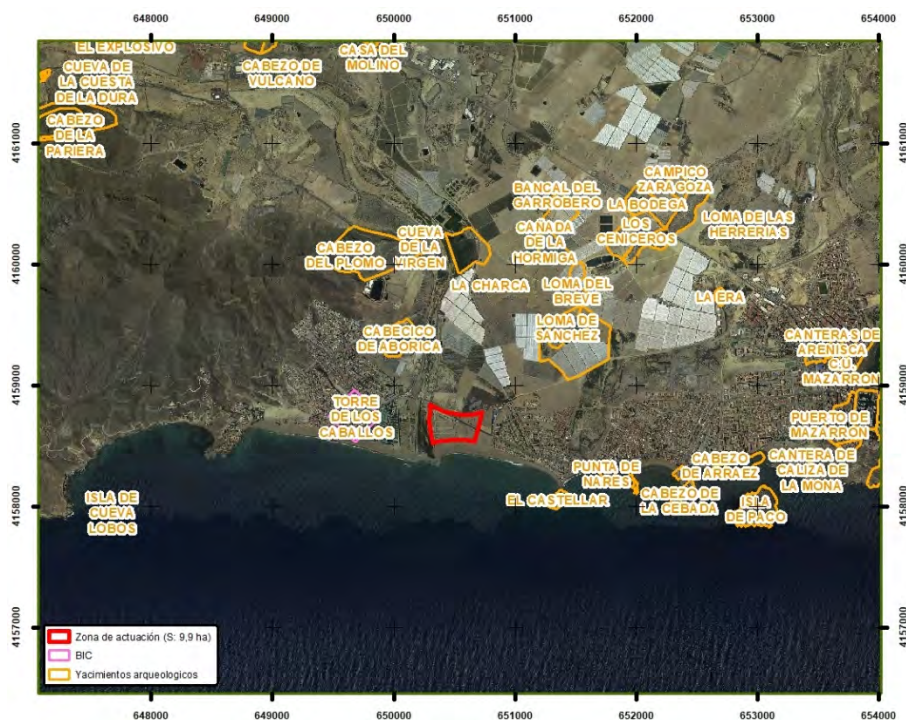 648000 649000 650000 651000 652000 653000 654000
EL EXPLOSIVO
CUEVA DE
LA CUESTA
DE LA DURA
CABEZO
DE LA
PARIERA
CABEZO DE
VULCANO
CASA DEL
MOLINO
4161000
4161000
BANCAL DEL
GARROBERO
CAMPICO
ZARAGOZA
LA BODEGA
LOS
CENICEROS
LOMA DE LAS
HERRERIAS
CAÑADA
DE LA
HORMIGA
CABEZO
DEL PLOMO
CUEVA
DE LA
VIRGEN
4160000
4160000
LA CHARCA
LOMA DEL
BREVE
LA ERA
LOMA DE
SANCHEZ
CABECICO
DE ABORICA
CANTERAS DE
ARENISCA
C.U.
MAZARRON
4159000
4159000
TORRE
DE LOS
CABALLOS
PUERTO DE
MAZARRON
CABEZO
DE ARRAEZ
CANTERA DE
CALIZA DE
LA MONA
PUNTA DE
NARES
EL CASTELLAR
CABEZO DE
LA CEBADA
ISLA
DE PACO
ISLA DE
CUEVA
LOBOS
4158000
4158000
4157000
4157000
Zona de actuación (S: 9,9 ha)
BIC
Yacimientos arqueologicos
648000 649000 650000 651000 652000 653000 654000